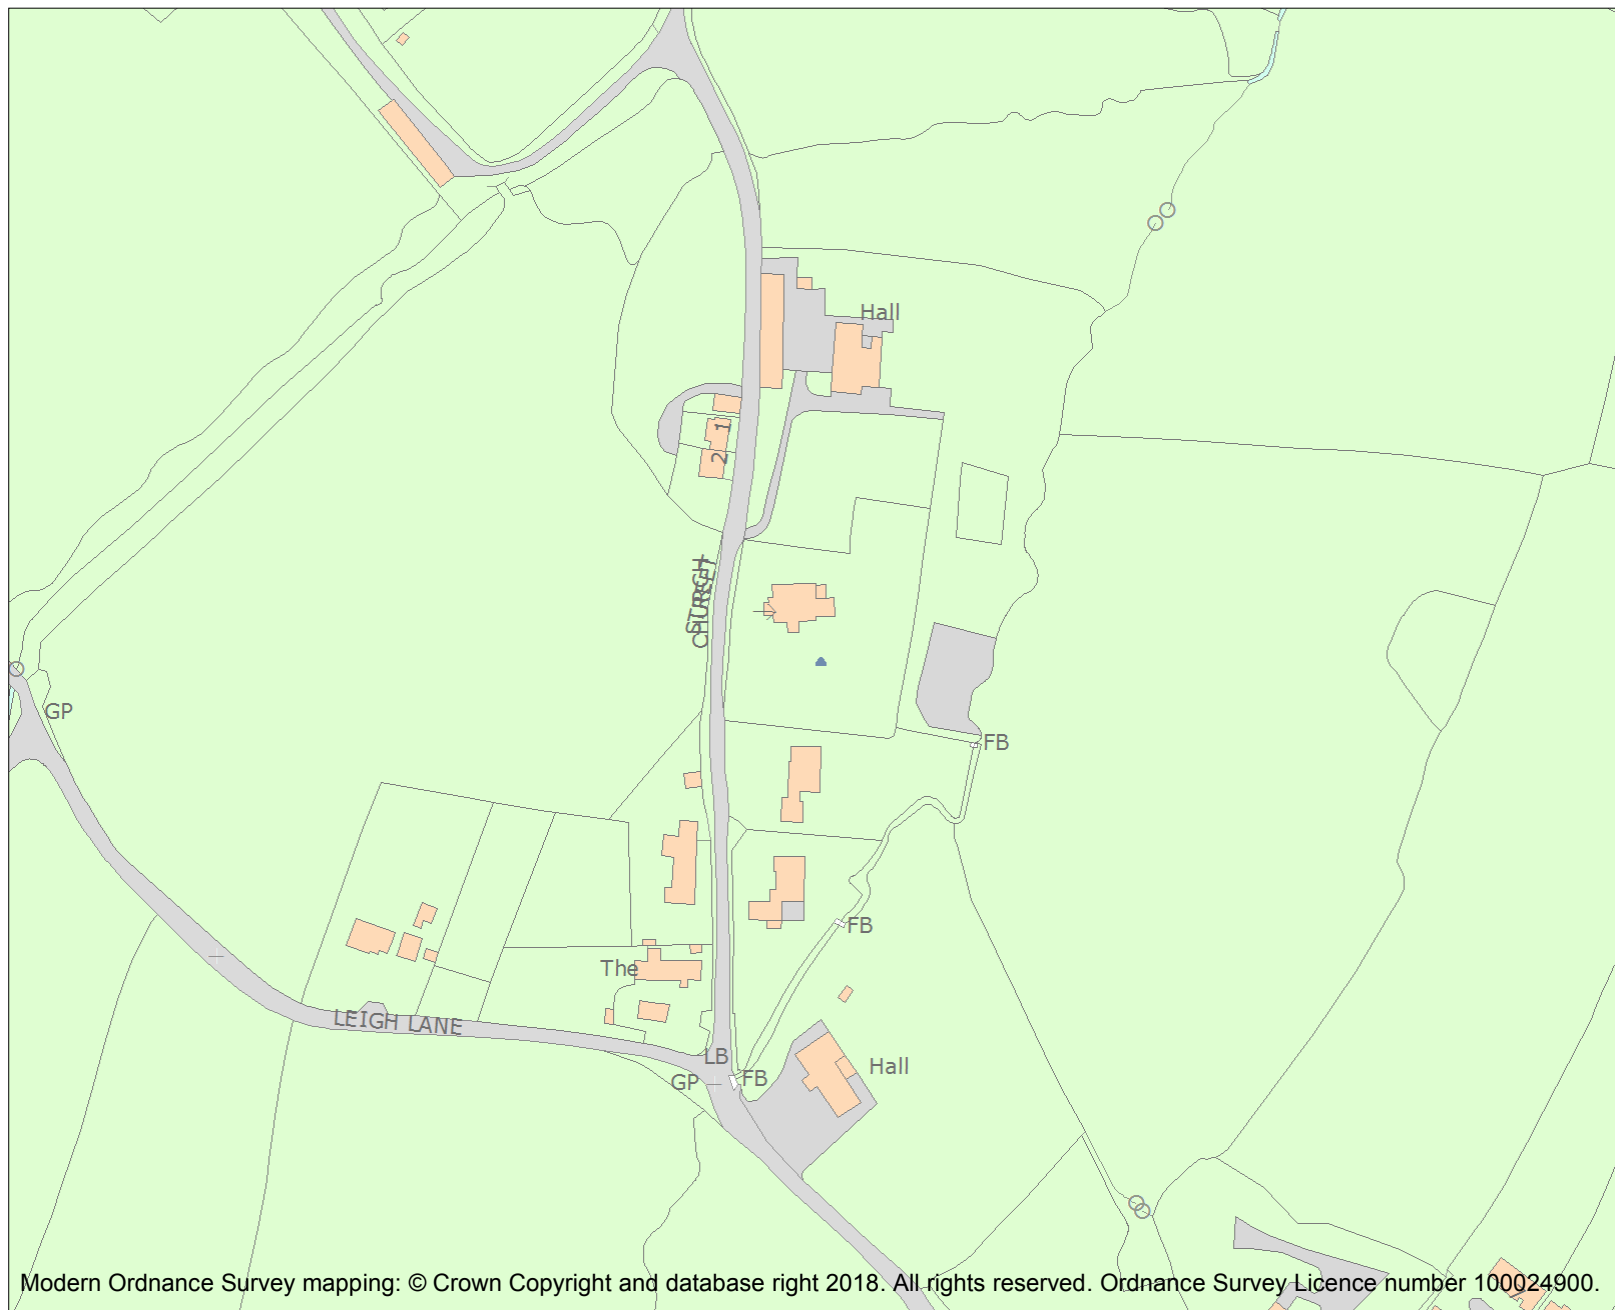 Hall
1
2
CHURCH
STREET
GP
FB
FB
The
LEIGH LANE
LB
GP
FB
Hall
Modern Ordnance Survey mapping: © Crown Copyright and database right 2018. All rights reserved. Ordnance Survey Licence number 100024900.